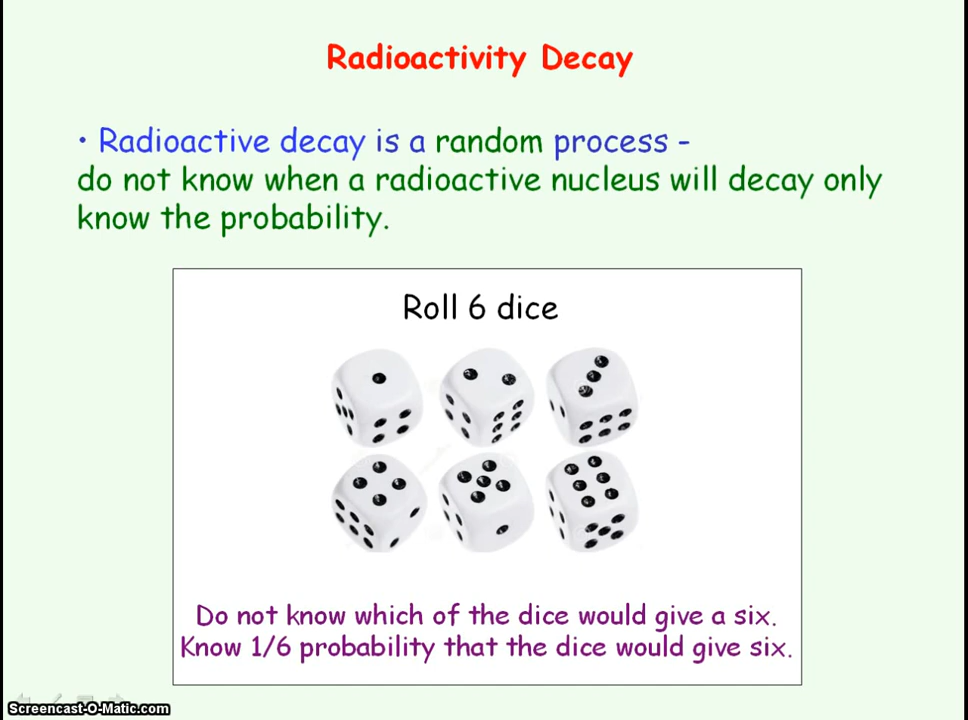 Radioactivity Decay
• Radioactive decay is a random process -
do not know when a radioactive nucleus will decay only
know the probability.
Roll 6 dice
Do not know which of the dice would give a six.
Know 1/6 probability that the dice would give six.
Screencast-O-Matic.com